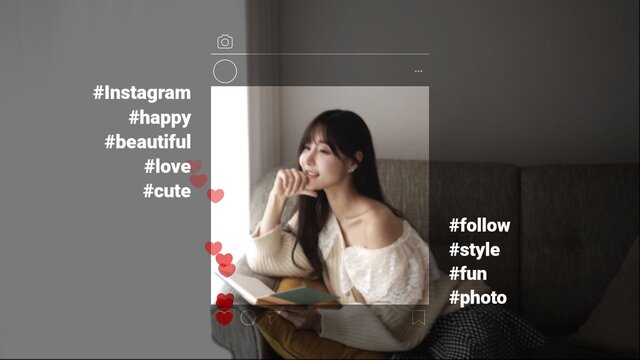 #Instagram
#happy
#beautiful
#love
#cute
#follow
#style
#fun
#photo